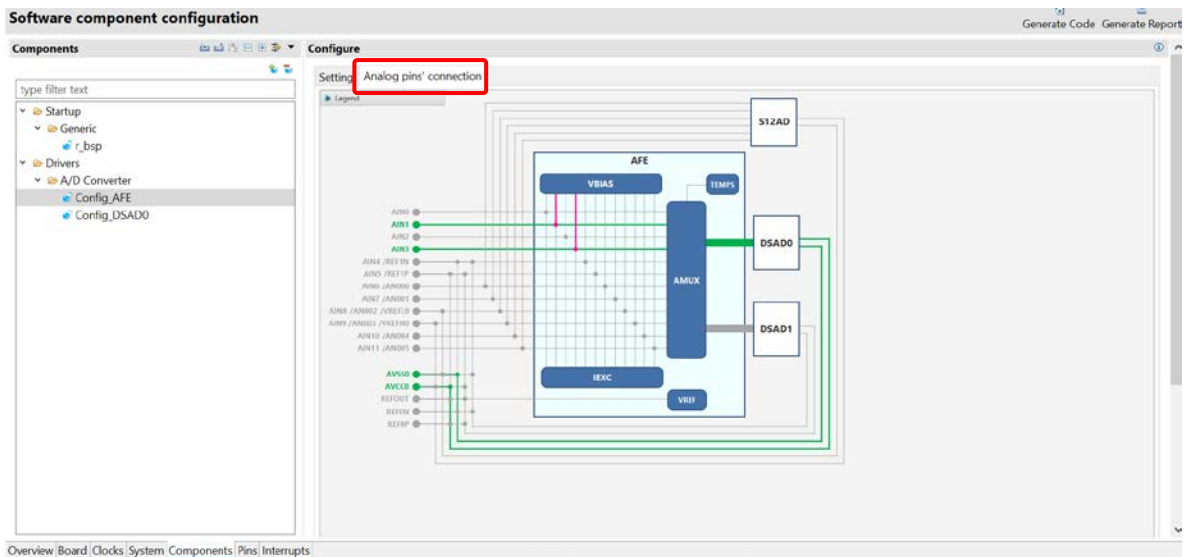 Software component configuration
Generate Code Generate Report
Components
Configure
Setting
Analog pins' connection
type filter text
Legend
Startup
Generic
r_bsp
Drivers
A/D Converter
Config_AFE
Config_DSAD0
S12AD
AFE
VBIAS
TEMPS
AIN0
AIN1
AIN2
AIN3
AIN4 /REF1N
AIN5 /REF1P
AIN6 /AN000
AIN7 /AN001
AIN8 /AN002 /VREFL0
AIN9 /AN003 /VREFH0
AIN10 /AN004
AIN11 /AN005
DSAD0
AMUX
DSAD1
AVSS0
AVCC0
REFOUT
REF0N
REF0P
IEXC
VREF
Overview Board Clocks System Components Pins Interrupts